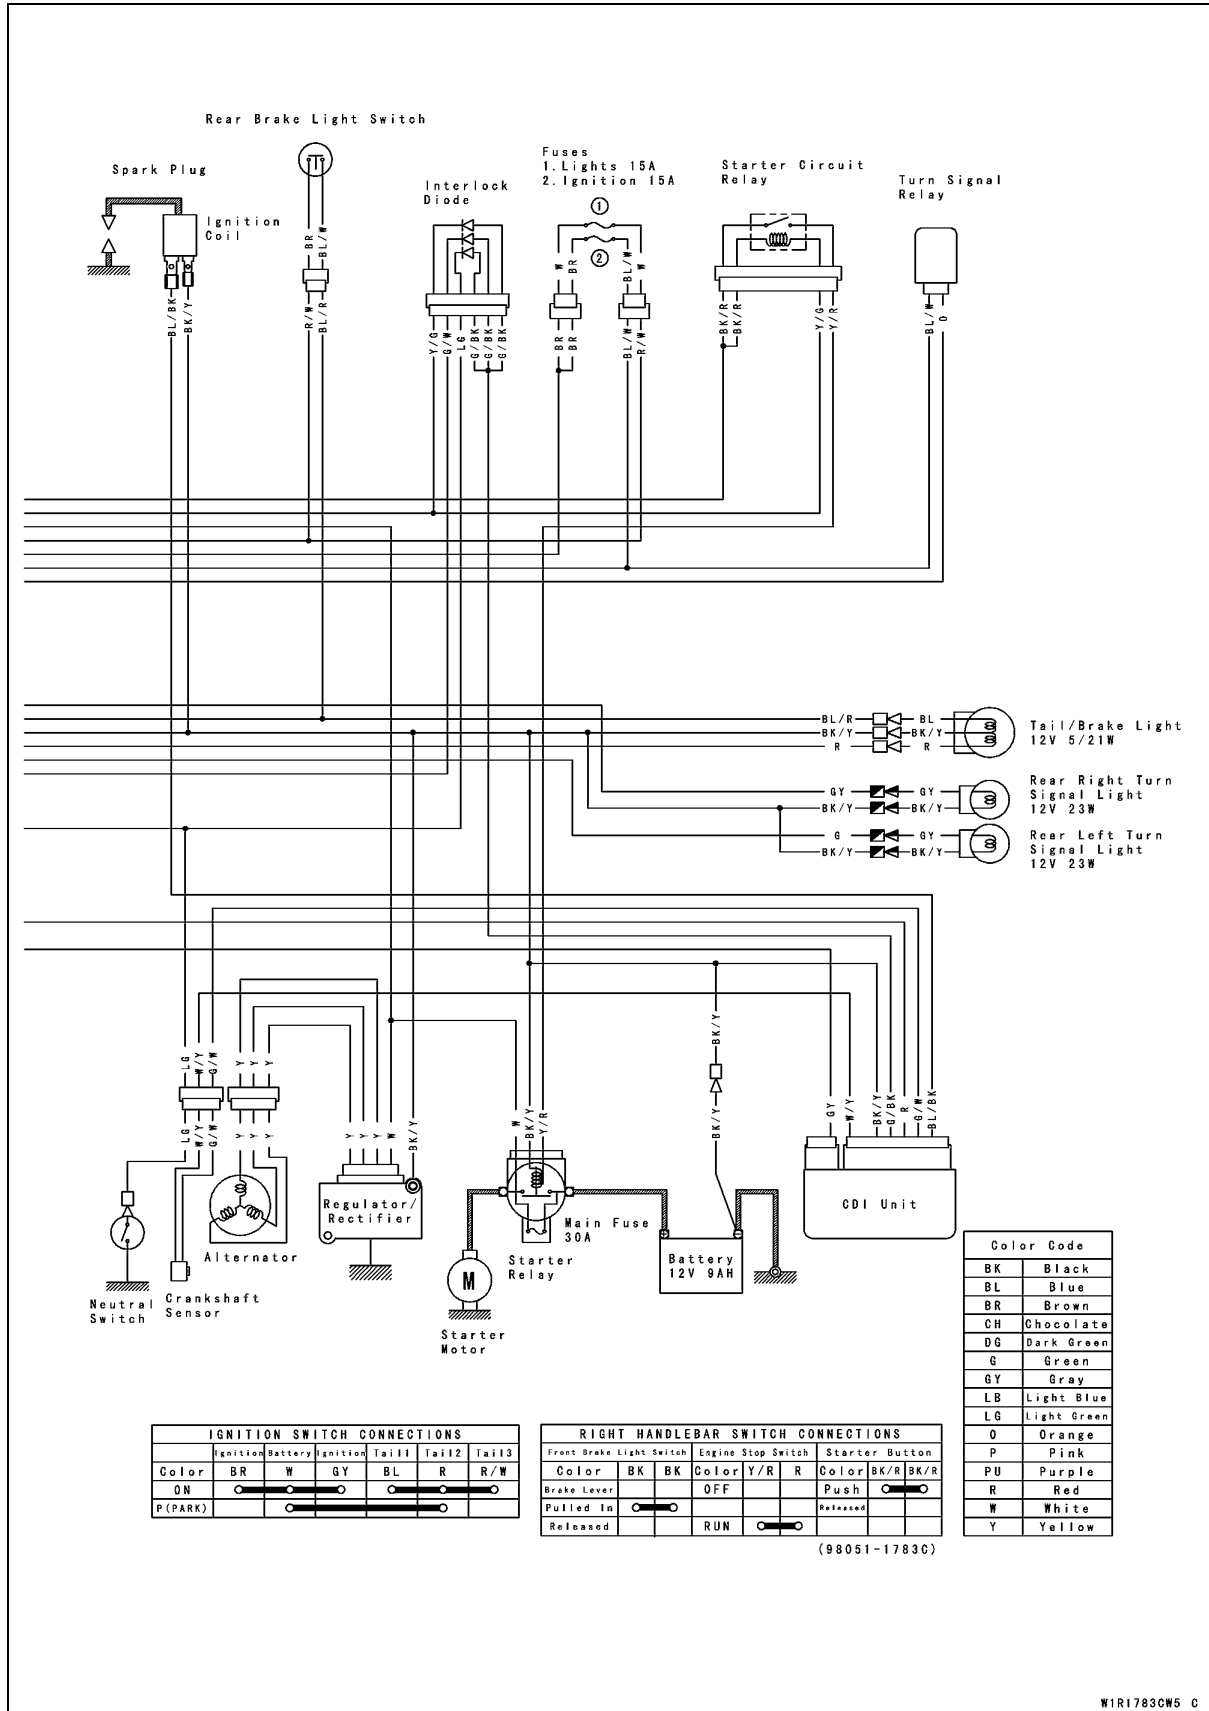 Rear Brake Light Switch
Spark Plug
Ignition
Coil
Interlock
Diode
Fuses
1. Lights 15A
2. Ignition 15A
Starter Circuit
Relay
Turn Signal
Relay
1
2
BR
BL/W
W
BR
BL/W
W
BL/BK
BK/Y
R/W
BL/R
Y/G
G/W
LG
G/BK
G/BK
G/BK
BR
BR
BL/W
R/W
BK/R
BK/R
Y/G
Y/R
BL/W
O
BL/R
BL
BK/Y
BK/Y
R
R
Tail/Brake Light
12V 5/21W
GY
GY
BK/Y
BK/Y
Rear Right Turn
Signal Light
12V 23W
G
GY
BK/Y
BK/Y
Rear Left Turn
Signal Light
12V 23W
LG
W/Y
G/W
Y
Y
Y
BK/Y
LG
W/Y
G/W
Y
Y
Y
Y
Y
Y
W
BK/Y
W
BK/Y
Y/R
BK/Y
GY
W/Y
BK/Y
G/BK
R
G/W
BL/BK
Regulator/
Rectifier
Alternator
Neutral
Switch
Crankshaft
Sensor
M
Starter
Motor
Main Fuse
30A
Starter
Relay
Battery
12V 9AH
CDI Unit
Color Code
BK Black
BL Blue
BR Brown
CH Chocolate
DG Dark Green
G Green
GY Gray
LB Light Blue
LG Light Green
O Orange
P Pink
PU Purple
R Red
W White
Y Yellow
IGNITION SWITCH CONNECTIONS
Ignition Battery Ignition Tail1 Tail2 Tail3
Color BR W GY BL R R/W
ON
P(PARK)
RIGHT HANDLEBAR SWITCH CONNECTIONS
Front Brake Light Switch Engine Stop Switch Starter Button
Color BK BK Color Y/R R Color BK/R BK/R
Brake Lever OFF Push
Pulled In Released
Released RUN
(98051-1783C)
W1R1783CW5 C